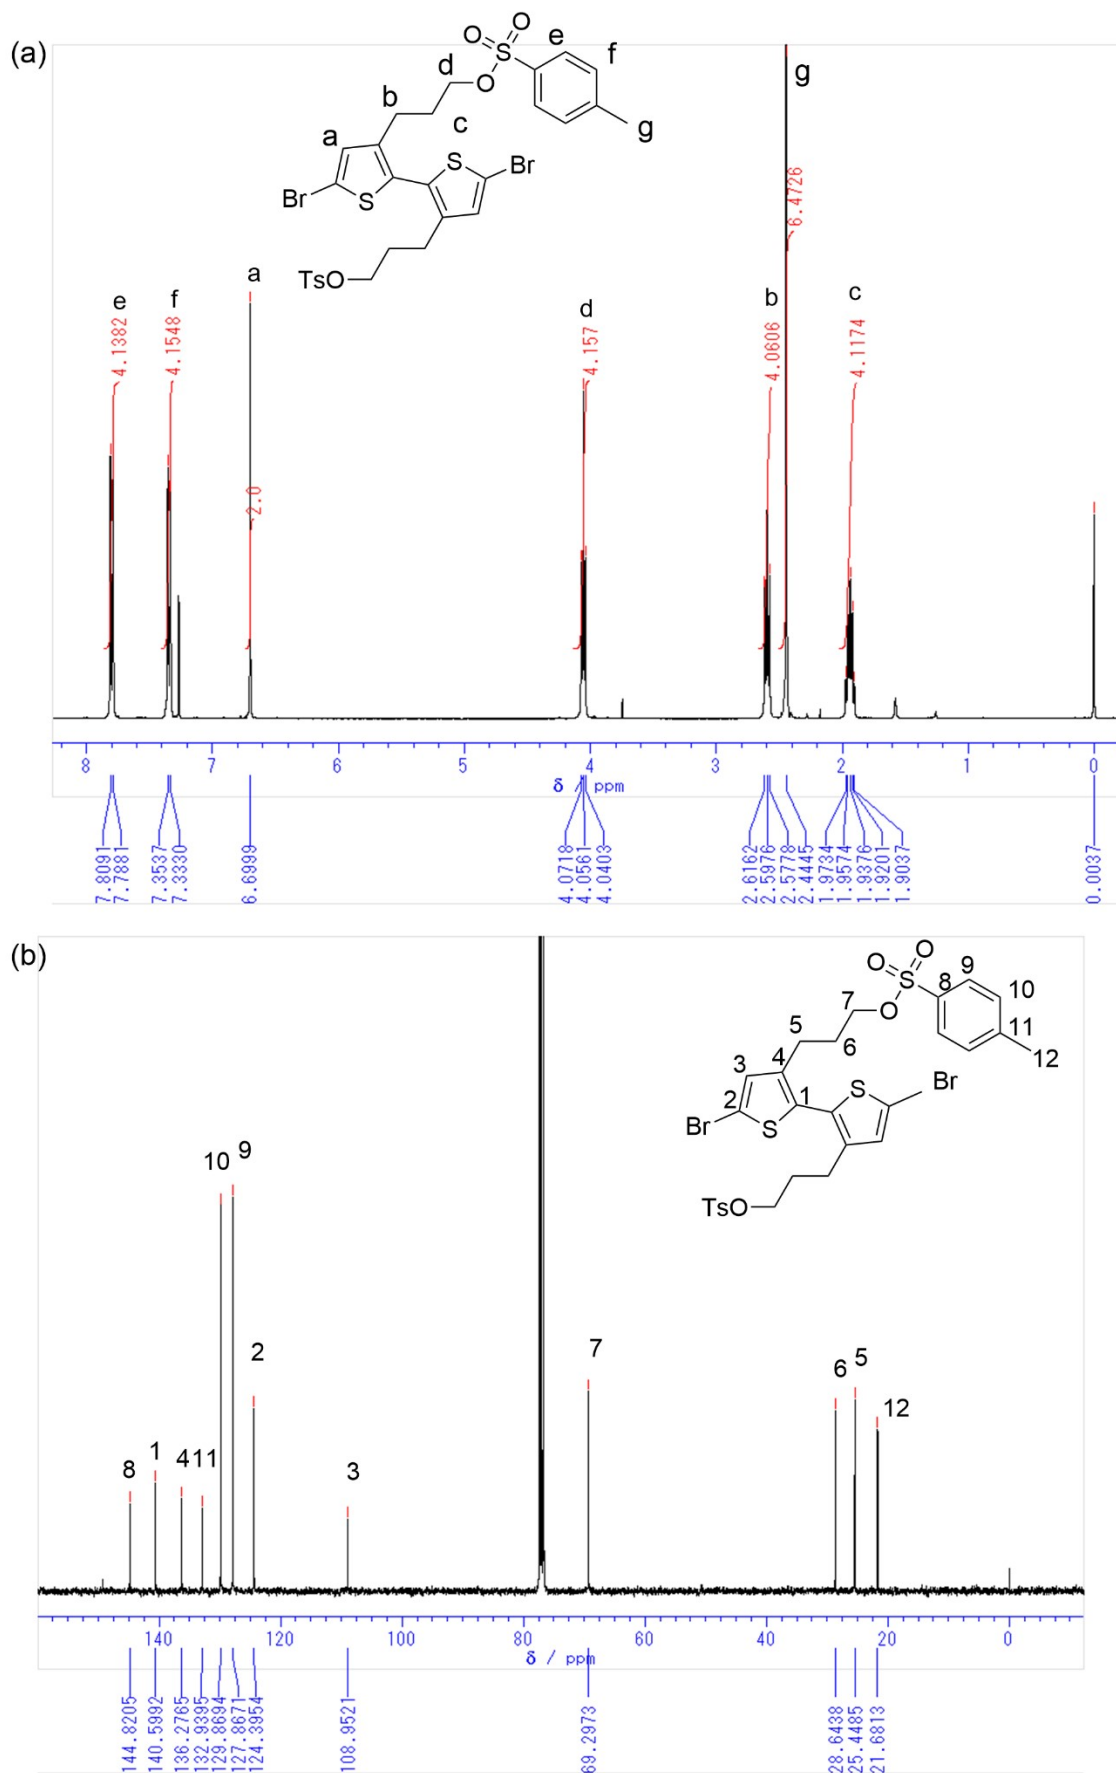 (a)
O O
S
e
f
d
O
b
c
g
a
S
Br
Br
S
TsO
g
6.4726
a
e
f
d
b
c
4.1382
4.1548
2.0
4.157
4.0606
4.1174
8 7 6 5 4 3 2 1 0
δ / ppm
7.8091
7.7881
7.3537
7.3330
6.6999
4.0718
4.0561
4.0403
2.6162
2.5976
2.5778
2.4445
1.9734
1.9574
1.9376
1.9201
1.9037
0.0037
(b)
O O
S
9
8
10
7
O
11
12
5
6
3
4
S
Br
2
1
Br
S
TsO
10
9
2
7
6
5
12
8
1
4 11
3
140 120 100 80 60 40 20 0
δ / ppm
144.8205
140.5992
136.2765
132.9395
129.8694
127.8671
124.3954
108.9521
69.2973
28.6438
25.4485
21.6813